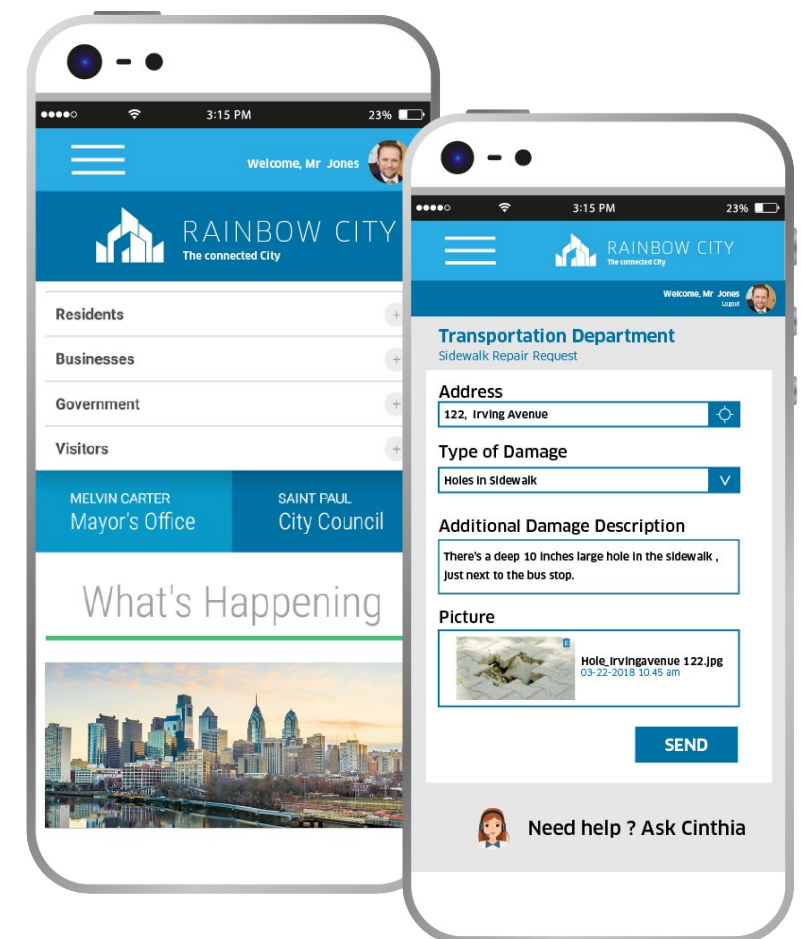 3:15 PM
23%
Welcome, Mr Jones
RAINBOW CITY
The connected City
Residents
Businesses
Government
Visitors
MELVIN CARTER
Mayor's Office
SAINT PAUL
City Council
What's Happening
3:15 PM
23%
RAINBOW CITY
The connected City
Welcome, Mr Jones
Logout
Transportation Department
Sidewalk Repair Request
Address
122, Irving Avenue
Type of Damage
Holes in Sidewalk
Additional Damage Description
There's a deep 10 inches large hole in the sidewalk ,
just next to the bus stop.
Picture
Hole_Irvingavenue 122.jpg
03-22-2018 10.45 am
SEND
Need help ? Ask Cinthia